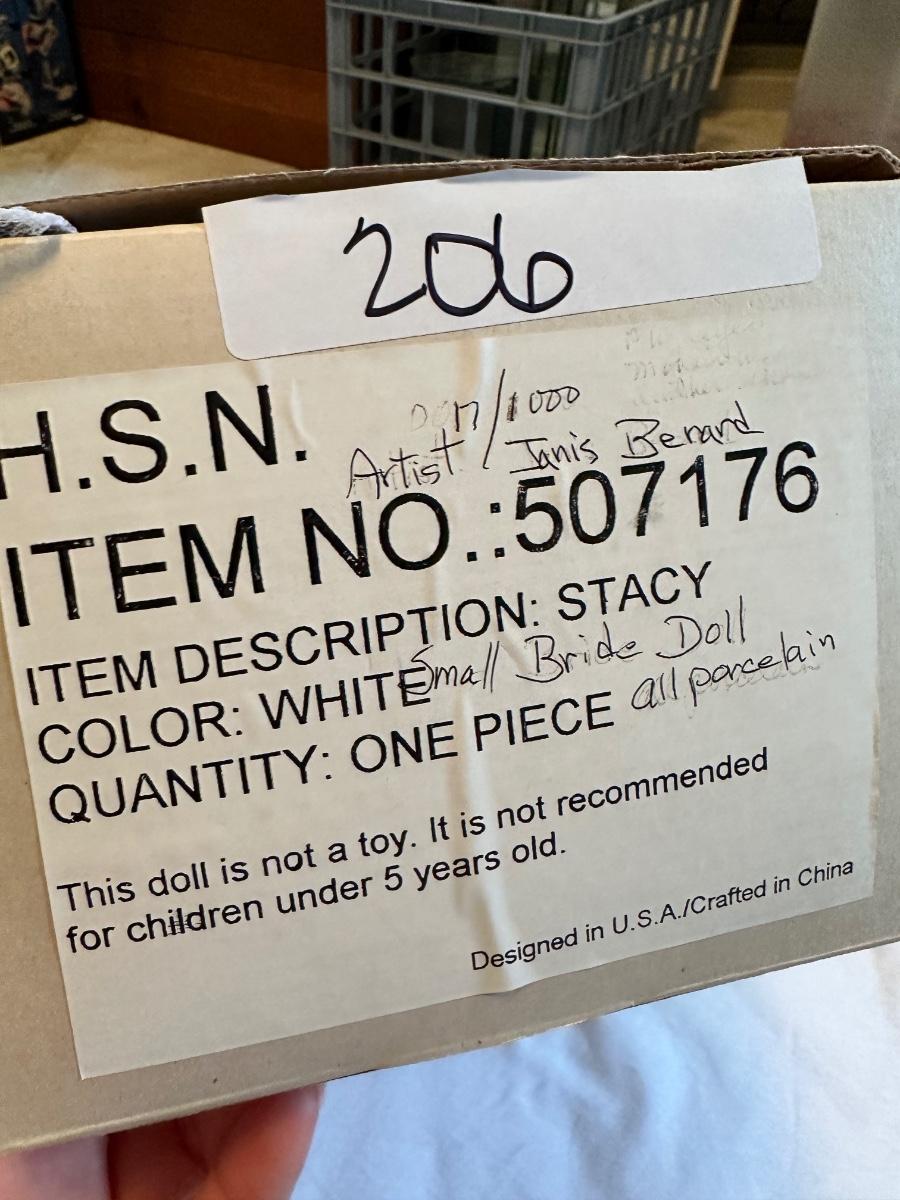 206
H.S.N.
0017/1000
Artist / Janis Berard
ITEM NO.:507176
ITEM DESCRIPTION: STACY
COLOR: WHITE Small Bride Doll
QUANTITY: ONE PIECE all porcelain
This doll is not a toy. It is not recommended
for children under 5 years old.
Designed in U.S.A./Crafted in China